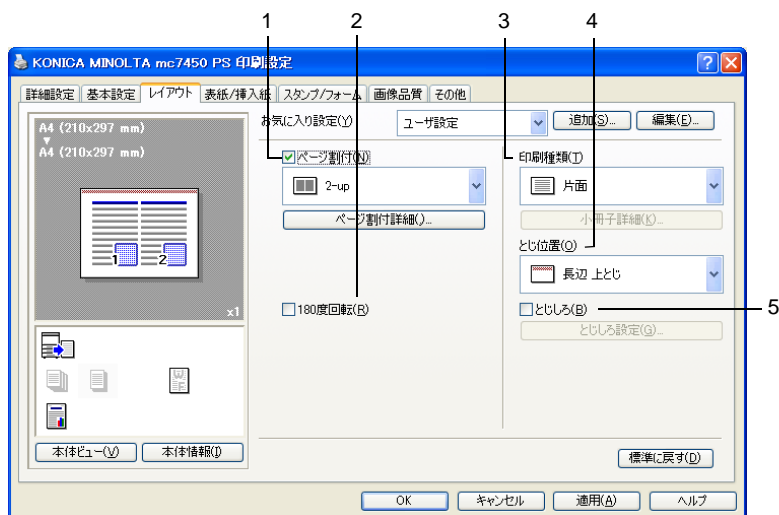 1 2 3 4
KONICA MINOLTA mc7450 PS 印刷設定
詳細設定 基本設定 レイアウト 表紙/挿入紙 スタンプ/フォーム 画像品質 その他
A4 (210x297 mm)
A4 (210x297 mm)
1 2
x1
お気に入り設定(Y) ユーザ設定 追加(S)... 編集(E)...
ページ割付(N)
2-up
ページ割付詳細(,)...
180度回転(R)
印刷種類(T)
片面
小冊子詳細(K)...
とじ位置(O)
長辺 上とじ
とじしろ(B)
5
とじしろ設定(G)...
本体ビュー(V) 本体情報(I)
標準に戻す(D)
OK キャンセル 適用(A) ヘルプ